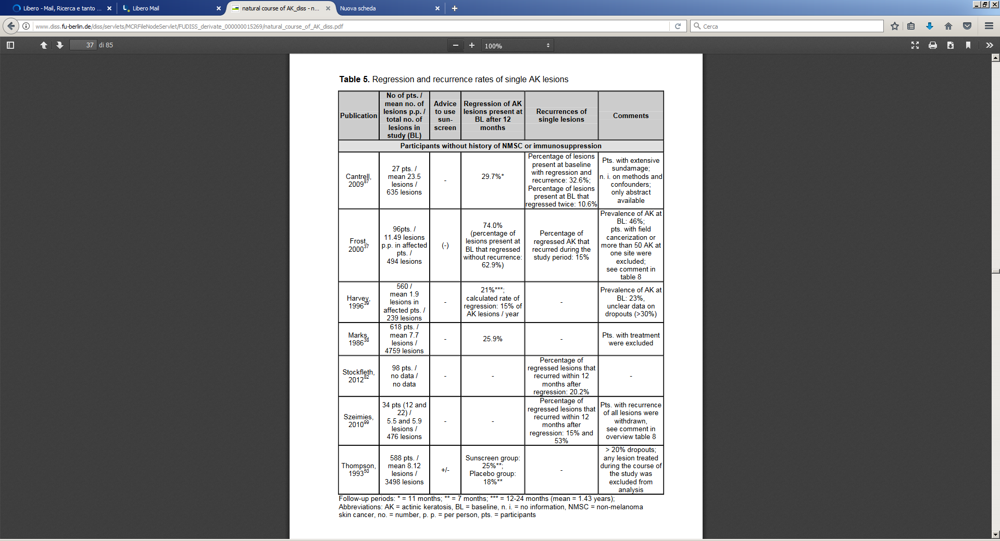 Libero - Mail, Ricerca e tanto ...
Libero Mail
natural course of AK_diss - n...
Nuova scheda
www.diss.fu-berlin.de/diss/servlets/MCRFileNodeServlet/FUDISS_derivate_000000015269/natural_course_of_AK_diss.pdf
Cerca
37 di 85
100%
Table 5. Regression and recurrence rates of single AK lesions
Publication
No of pts. /
mean no. of
lesions p.p. /
total no. of
lesions in
study (BL)
Advice
to use
sun-
screen
Regression of AK
lesions present at
BL after 12
months
Recurrences of
single lesions
Comments
Participants without history of NMSC or immunosuppression
Cantrell,
2009⁸⁷
27 pts. /
mean 23.5
lesions /
635 lesions
-
29.7%*
Percentage of lesions
present at baseline
with regression and
recurrence: 32.6%;
Percentage of lesions
present at BL that
regressed twice: 10.6%
Pts. with extensive
sundamage;
n. i. on methods and
confounders;
only abstract
available
Frost,
2000³⁷
96pts. /
11.49 lesions
p.p. in affected
pts. /
494 lesions
(-)
74.0%
(percentage of
lesions present at
BL that regressed
without recurrence:
62.9%)
Percentage of
regressed AK that
recurred during the
study period: 15%
Prevalence of AK at
BL: 46%;
pts. with field
cancerization or
more than 50 AK at
one site were
excluded;
see comment in
table 8
Harvey,
1996³⁹
560 /
mean 1.9
lesions in
affected pts. /
239 lesions
-
21%***;
calculated rate of
regression: 15% of
AK lesions / year
-
Prevalence of AK at
BL: 23%,
unclear data on
dropouts (>30%)
Marks,
1986³⁸
618 pts. /
mean 7.7
lesions /
4759 lesions
-
25.9%
-
Pts. with treatment
were excluded
Stockfleth,
2012⁸²
98 pts. /
no data /
no data
-
-
Percentage of
regressed lesions that
recurred within 12
months after
regression: 20.2%
-
Szeimies,
2010⁹⁹
34 pts (12 and
22) /
5.5 and 5.9
lesions /
476 lesions
-
-
Percentage of
regressed lesions that
recurred within 12
months after
regression: 15% and
53%
Pts. with recurrence
of all lesions were
withdrawn,
see comment in
overview table 8
Thompson,
1993⁵⁰
588 pts. /
mean 8.12
lesions /
3498 lesions
+/-
Sunscreen group:
25%**;
Placebo group:
18%**
-
> 20% dropouts;
any lesion treated
during the course of
the study was
excluded from
analysis
Follow-up periods: * = 11 months; ** = 7 months; *** = 12-24 months (mean = 1.43 years);
Abbreviations: AK = actinic keratosis, BL = baseline, n. i. = no information, NMSC = non-melanoma
skin cancer, no. = number, p. p. = per person, pts. = participants